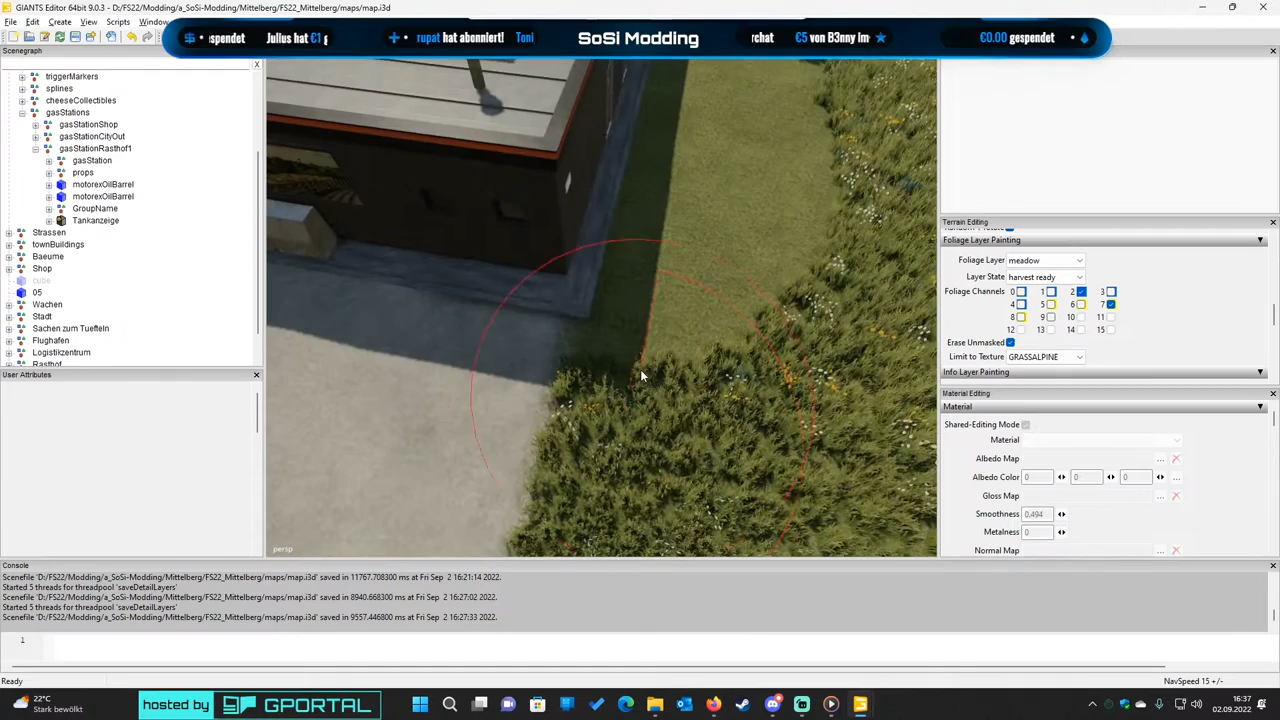 GIANTS Editor 64bit 9.0.3 - D:/FS22/Modding/a_SoSi-Modding/Mittelberg/FS22_Mittelberg/maps/map.i3d
File Edit Create View Scripts Window
espendet Julius hat €1 g
rupat hat abonniert! Toni
SoSi Modding
rchat €5 von B3nny Im
€0.00 gespendet
Scenegraph
X
triggerMarkers
splines
cheeseCollectibles
gasStations
gasStationShop
gasStationCityOut
gasStationRasthof1
gasStation
props
motorexOilBarrel
motorexOilBarrel
GroupName
Tankanzeige
Strassen
townBuildings
Baeume
Shop
cube
05
Wachen
Stadt
Sachen zum Tuefteln
Flughafen
Logistikzentrum
Rasthof
User Attributes
persp
Terrain Editing
Foliage Layer Painting
Foliage Layer meadow
Layer State harvest ready
Foliage Channels 0 1 2 3
4 5 6 7
8 9 10 11
12 13 14 15
Erase Unmasked
Limit to Texture GRASSALPINE
Info Layer Painting
Material Editing
Material
Shared-Editing Mode
Material
Albedo Map ...
Albedo Color 0 0 0 ...
Gloss Map ...
Smoothness 0.494
Metalness 0
Normal Map ...
Console
Scenefile 'D:/FS22/Modding/a_SoSi-Modding/Mittelberg/FS22_Mittelberg/maps/map.i3d' saved in 11767.708300 ms at Fri Sep 2 16:21:14 2022.
Started 5 threads for threadpool 'saveDetailLayers'
Scenefile 'D:/FS22/Modding/a_SoSi-Modding/Mittelberg/FS22_Mittelberg/maps/map.i3d' saved in 8940.668300 ms at Fri Sep 2 16:27:02 2022.
Started 5 threads for threadpool 'saveDetailLayers'
Scenefile 'D:/FS22/Modding/a_SoSi-Modding/Mittelberg/FS22_Mittelberg/maps/map.i3d' saved in 9557.446800 ms at Fri Sep 2 16:27:33 2022.
1
Ready
NavSpeed 15 +/-
22°C
Stark bewölkt
hosted by GPORTAL
16:37
02.09.2022